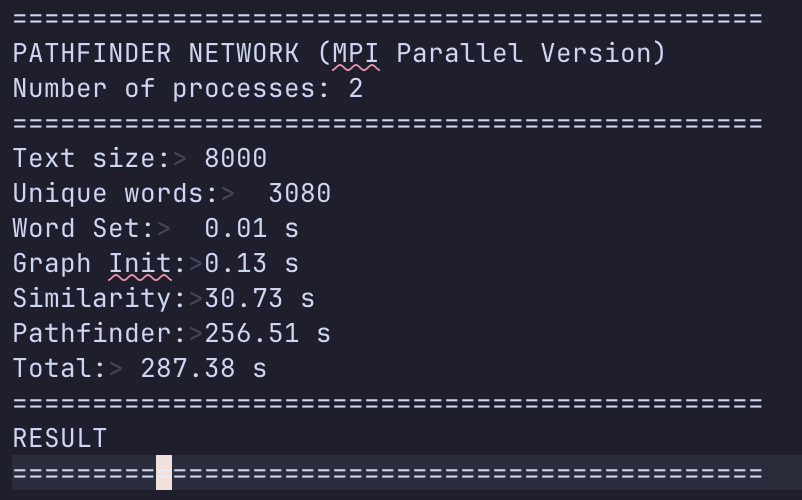 ===============================================
PATHFINDER NETWORK (MPI Parallel Version)
Number of processes: 2
===============================================
Text size:> 8000
Unique words:>  3080
Word Set:>  0.01 s
Graph Init:>0.13 s
Similarity:>30.73 s
Pathfinder:>256.51 s
Total:> 287.38 s
===============================================
RESULT
===============================================